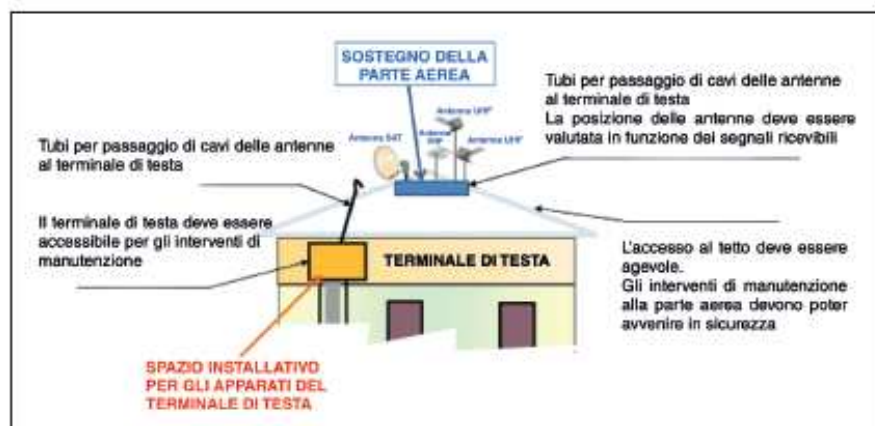 SOSTEGNO DELLA
PARTE AEREA
Tubi per passaggio di cavi delle antenne
al terminale di testa
La posizione delle antenne deve essere
valutata in funzione dei segnali ricevibili
Antenna UHF
Antenna SAT
Antenna
VHF
Antenna UHF
Tubi per passaggio di cavi delle antenne
al terminale di testa
Il terminale di testa deve essere
accessibile per gli interventi di
manutenzione
TERMINALE DI TESTA
L'accesso al tetto deve essere
agevole.
Gli interventi di manutenzione
alla parte aerea devono poter
avvenire in sicurezza
SPAZIO INSTALLATIVO
PER GLI APPARATI DEL
TERMINALE DI TESTA